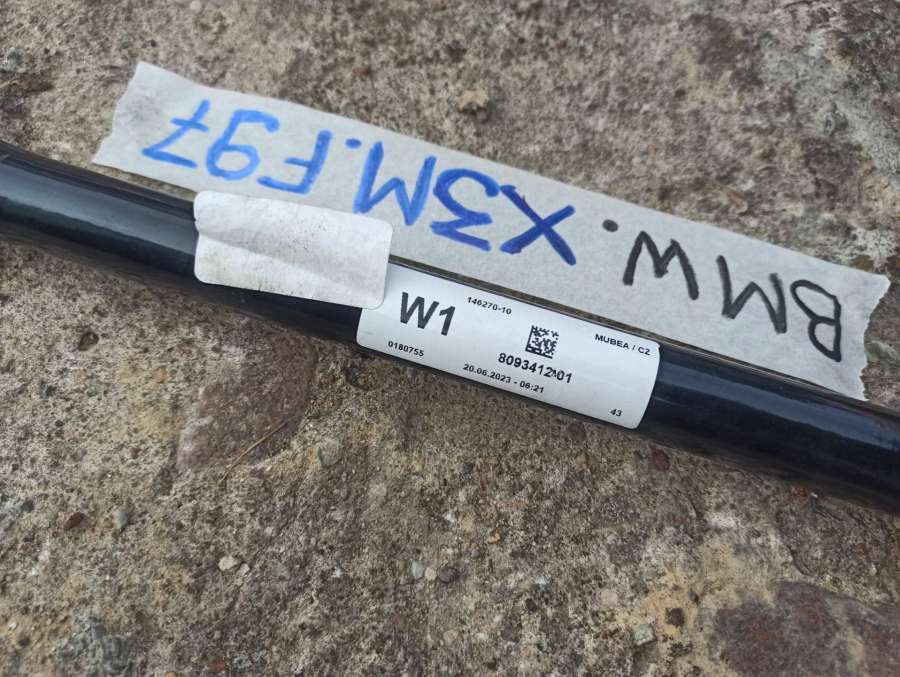 BMW. X3M.F97
146270-10
W1
MUBEA / CZ
0180755
8093412A01
20.06.2023 - 06:21
43